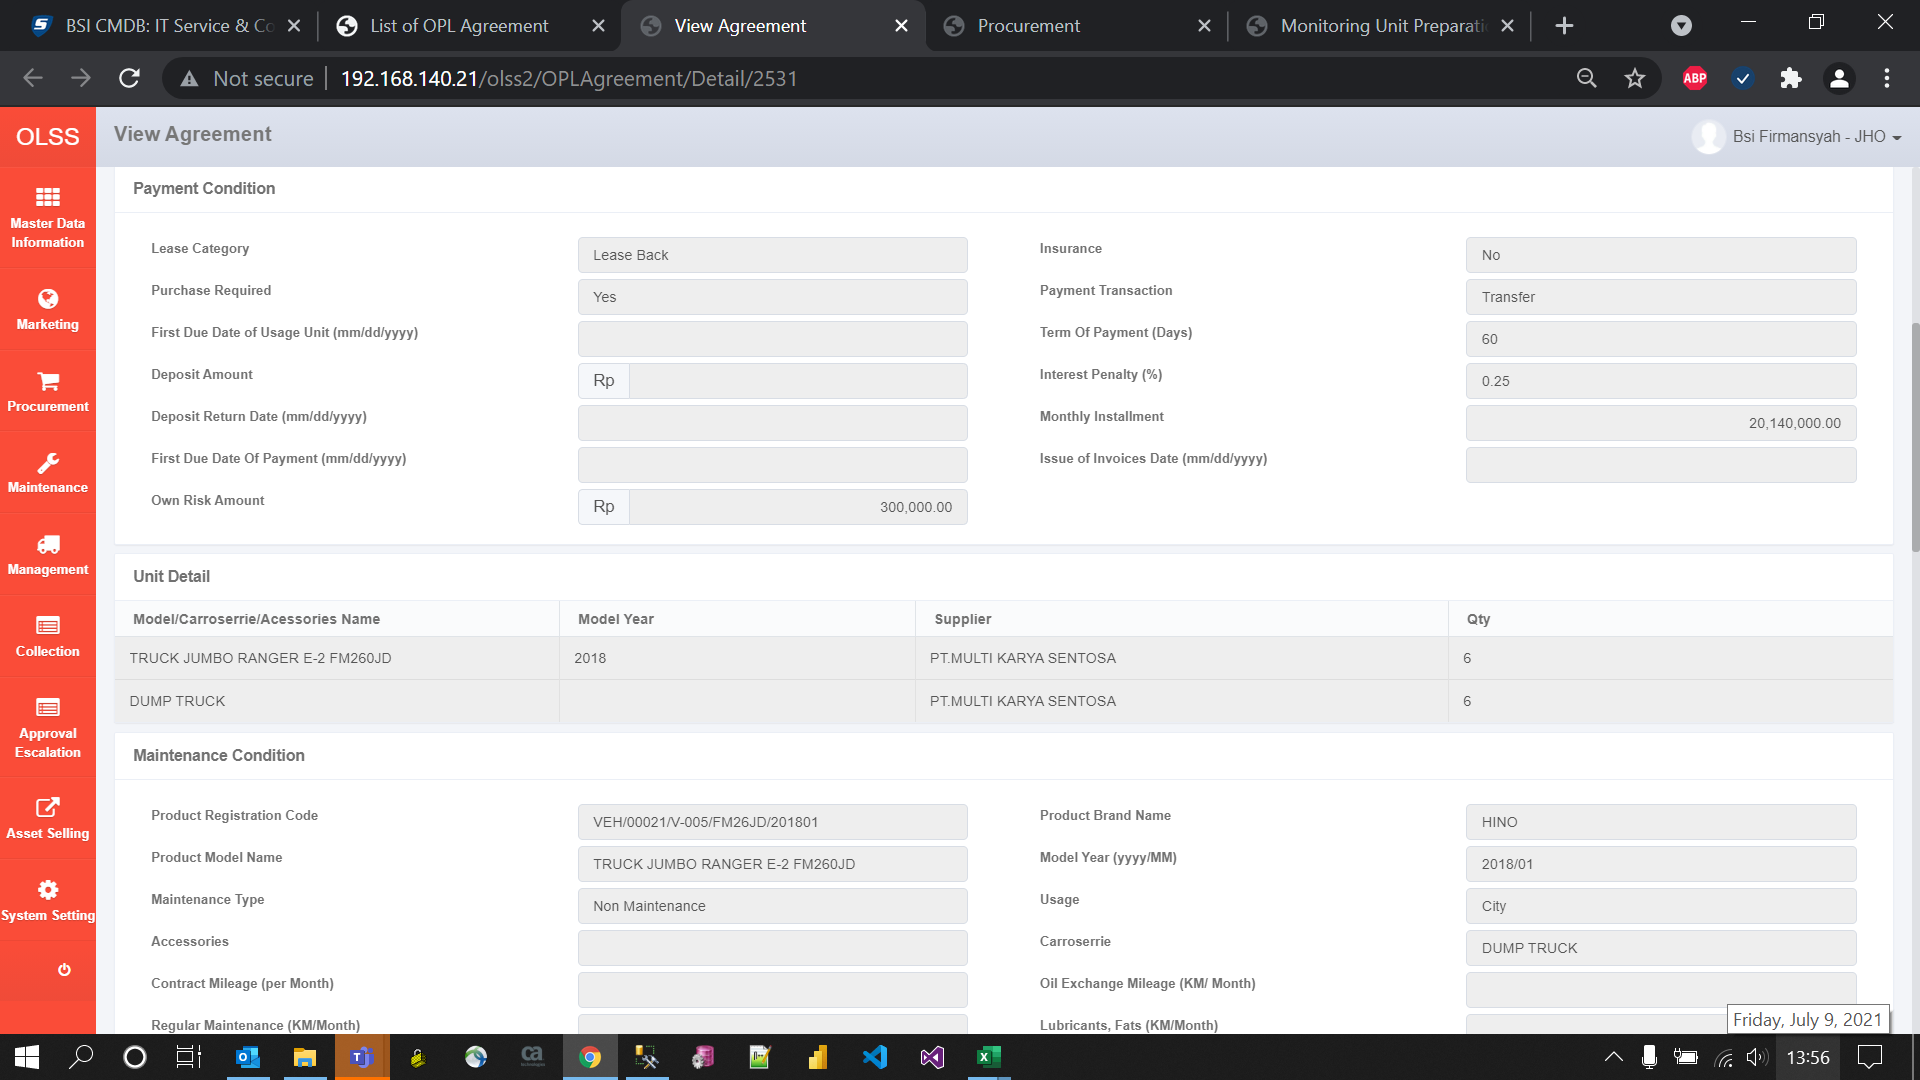 BSI CMDB: IT Service & Co
List of OPL Agreement
View Agreement
Procurement
Monitoring Unit Preparati
Not secure
192.168.140.21/olss2/OPLAgreement/Detail/2531
ABP
OLSS
View Agreement
Bsi Firmansyah - JHO
Master Data Information
Marketing
Procurement
Maintenance
Management
Collection
Approval Escalation
Asset Selling
System Setting
Payment Condition
Lease Category
Lease Back
Insurance
No
Purchase Required
Yes
Payment Transaction
Transfer
First Due Date of Usage Unit (mm/dd/yyyy)
Term Of Payment (Days)
60
Deposit Amount
Rp
Interest Penalty (%)
0.25
Deposit Return Date (mm/dd/yyyy)
Monthly Installment
20,140,000.00
First Due Date Of Payment (mm/dd/yyyy)
Issue of Invoices Date (mm/dd/yyyy)
Own Risk Amount
Rp
300,000.00
Unit Detail
Model/Carroserrie/Acessories Name
Model Year
Supplier
Qty
TRUCK JUMBO RANGER E-2 FM260JD
2018
PT.MULTI KARYA SENTOSA
6
DUMP TRUCK
PT.MULTI KARYA SENTOSA
6
Maintenance Condition
Product Registration Code
VEH/00021/V-005/FM26JD/201801
Product Brand Name
HINO
Product Model Name
TRUCK JUMBO RANGER E-2 FM260JD
Model Year (yyyy/MM)
2018/01
Maintenance Type
Non Maintenance
Usage
City
Accessories
Carroserrie
DUMP TRUCK
Contract Mileage (per Month)
Oil Exchange Mileage (KM/ Month)
Regular Maintenance (KM/Month)
Lubricants, Fats (KM/Month)
Friday, July 9, 2021
13:56